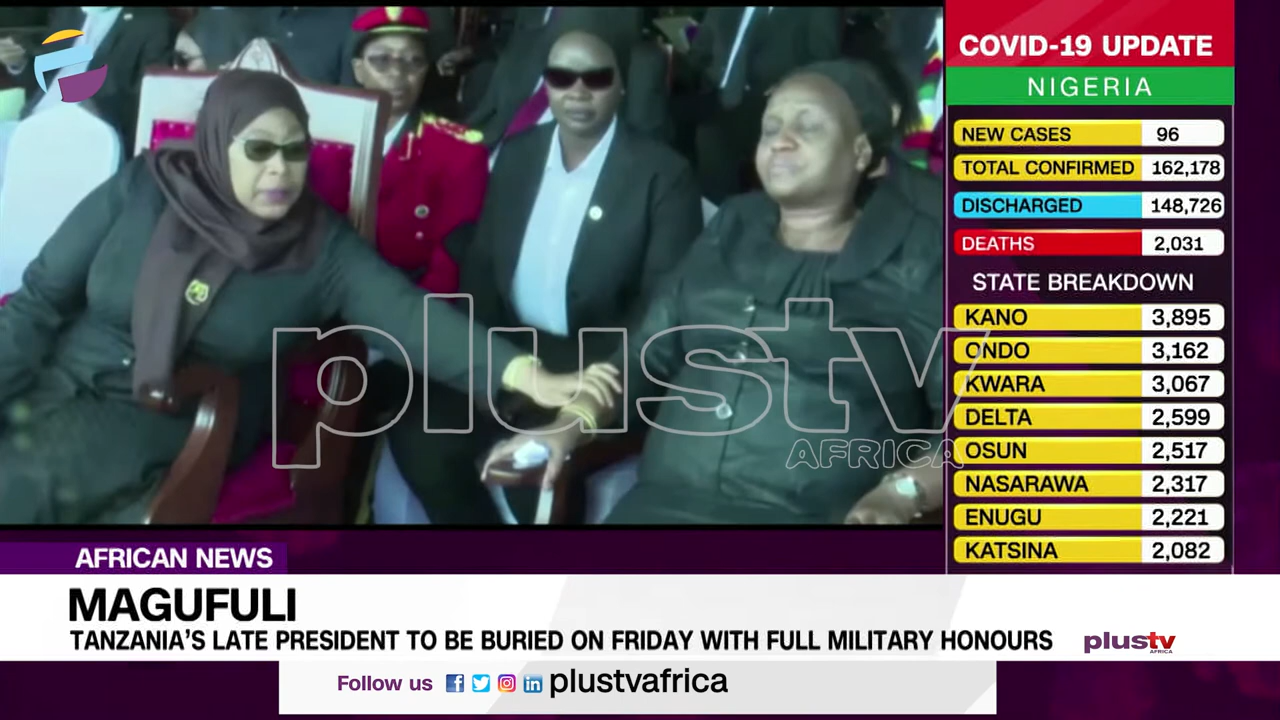 COVID-19 UPDATE
NIGERIA
NEW CASES 96
TOTAL CONFIRMED 162,178
DISCHARGED 148,726
DEATHS 2,031
STATE BREAKDOWN
KANO 3,895
ONDO 3,162
KWARA 3,067
DELTA 2,599
OSUN 2,517
NASARAWA 2,317
ENUGU 2,221
KATSINA 2,082
plustv
AFRICA
AFRICAN NEWS
MAGUFULI
TANZANIA'S LATE PRESIDENT TO BE BURIED ON FRIDAY WITH FULL MILITARY HONOURS
plustv
AFRICA
Follow us plustvafrica